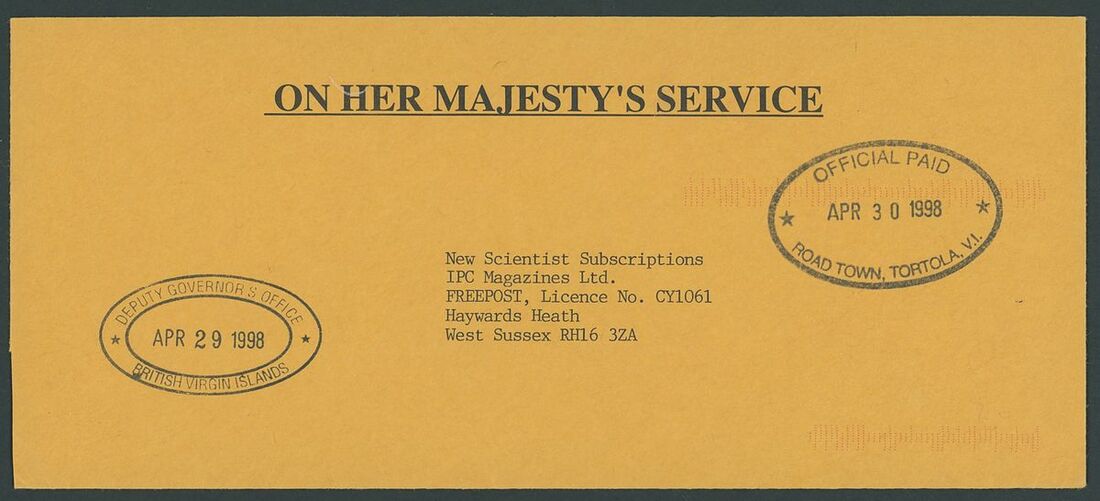 ON HER MAJESTY'S SERVICE
OFFICIAL PAID
APR 30 1998
ROAD TOWN, TORTOLA, V.I.
New Scientist Subscriptions
IPC Magazines Ltd.
FREEPOST, Licence No. CY1061
Haywards Heath
West Sussex RH16 3ZA
DEPUTY GOVERNOR'S OFFICE
APR 29 1998
BRITISH VIRGIN ISLANDS